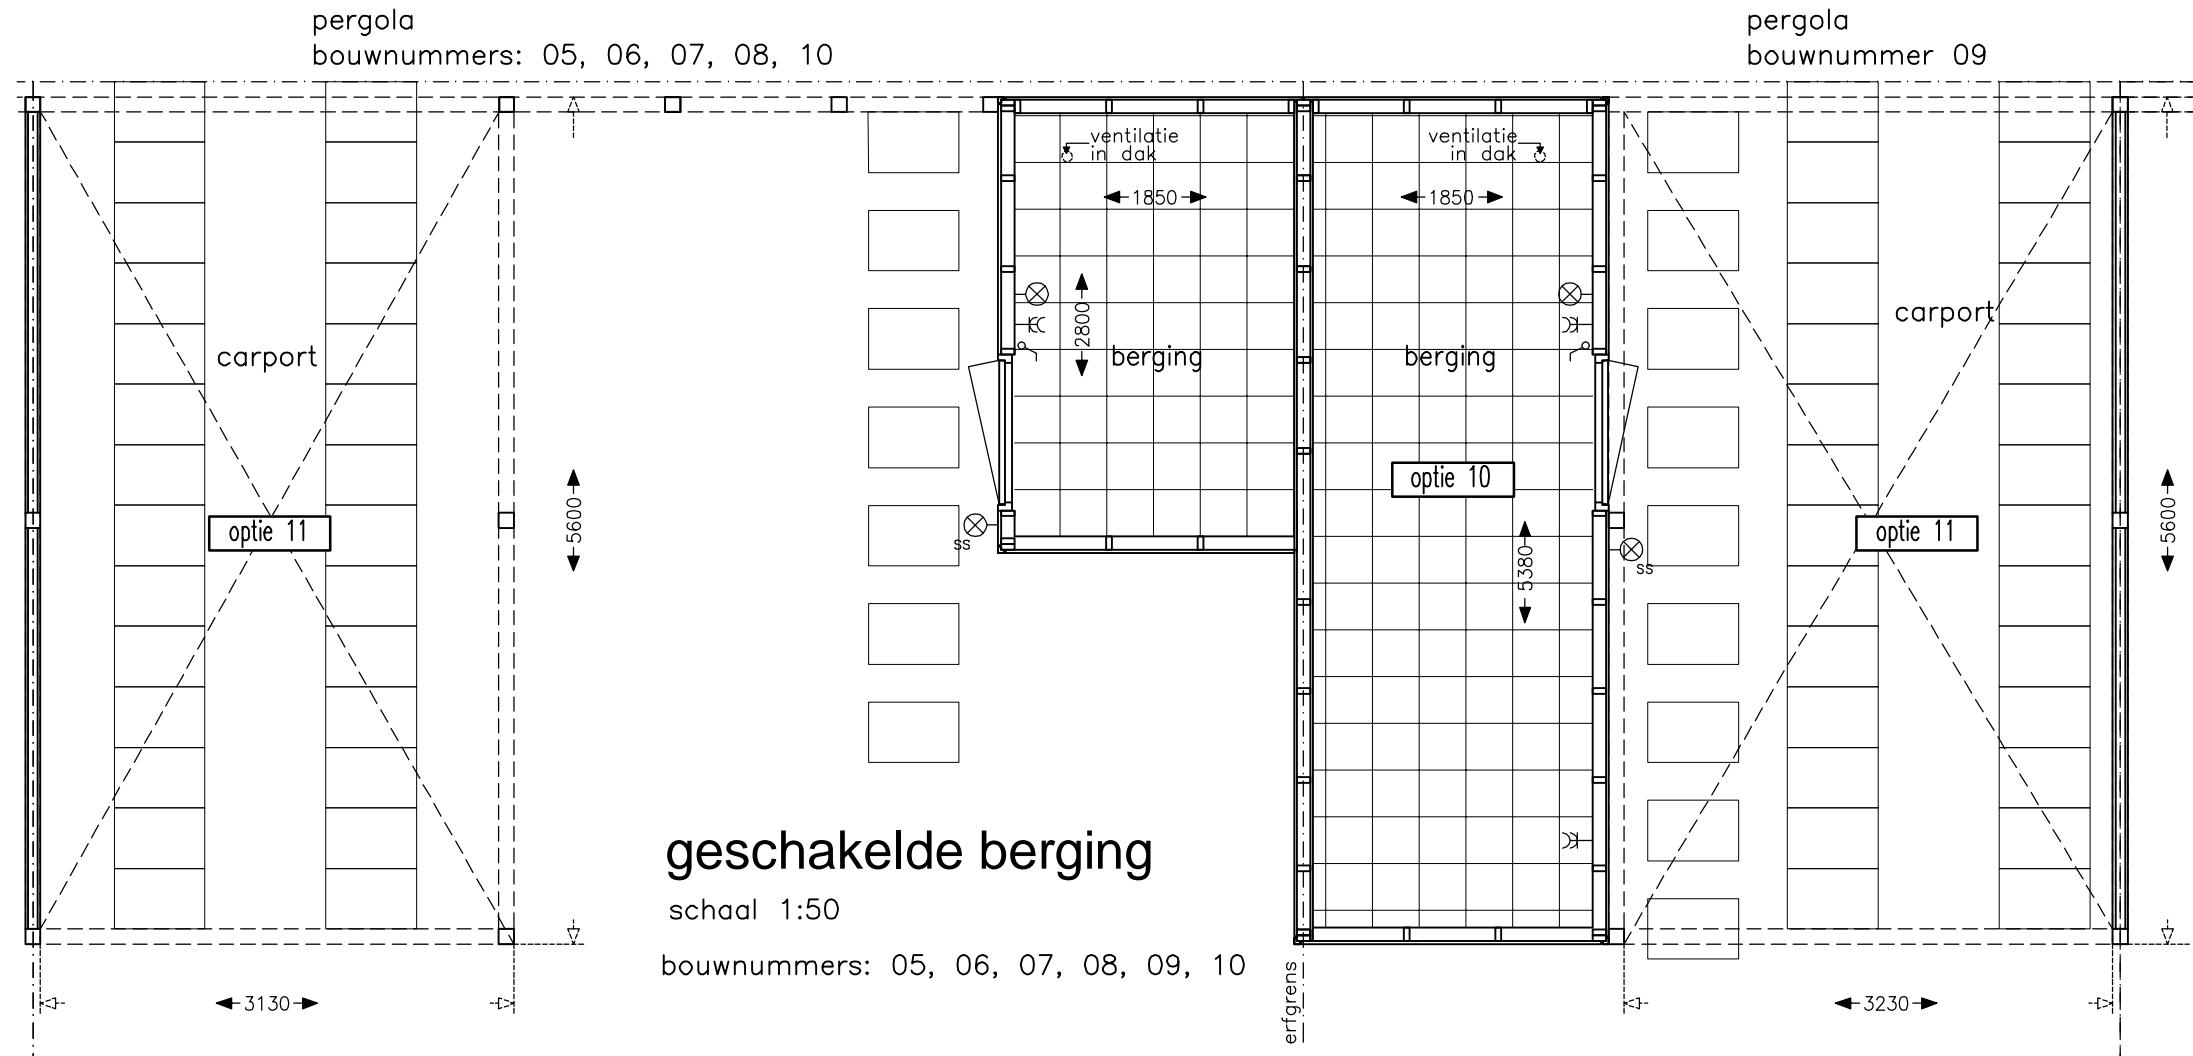 pergola
bouwnummers: 05, 06, 07, 08, 10
pergola
bouwnummer 09
ventilatie
in dak
ventilatie
in dak
1850
1850
2800
carport
berging
berging
carport
optie 10
optie 11
5600
ss
5380
ss
optie 11
5600
geschakelde berging
schaal 1:50
bouwnummers: 05, 06, 07, 08, 09, 10
erfgrens
3130
3230